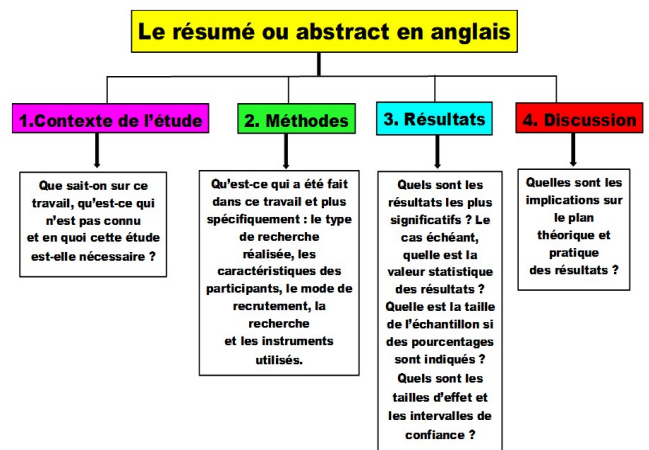 Le résumé ou abstract en anglais
1.Contexte de l'étude
Que sait-on sur ce
travail, qu'est-ce qui
n'est pas connu
et en quoi cette étude
est-elle nécessaire ?
2. Méthodes
Qu'est-ce qui a été fait
dans ce travail et plus
spécifiquement : le type
de recherche
réalisée, les
caractéristiques des
participants, le mode de
recrutement, la
recherche
et les instruments
utilisés.
3. Résultats
Quels sont les
résultats les plus
significatifs ? Le
cas échéant,
quelle est la
valeur statistique
des résultats ?
Quelle est la taille
de l'échantillon si
des pourcentages
sont indiqués ?
Quels sont les
tailles d'effet et
les intervalles de
confiance ?
4. Discussion
Quelles sont les
implications sur le
plan
théorique et
pratique
des résultats ?